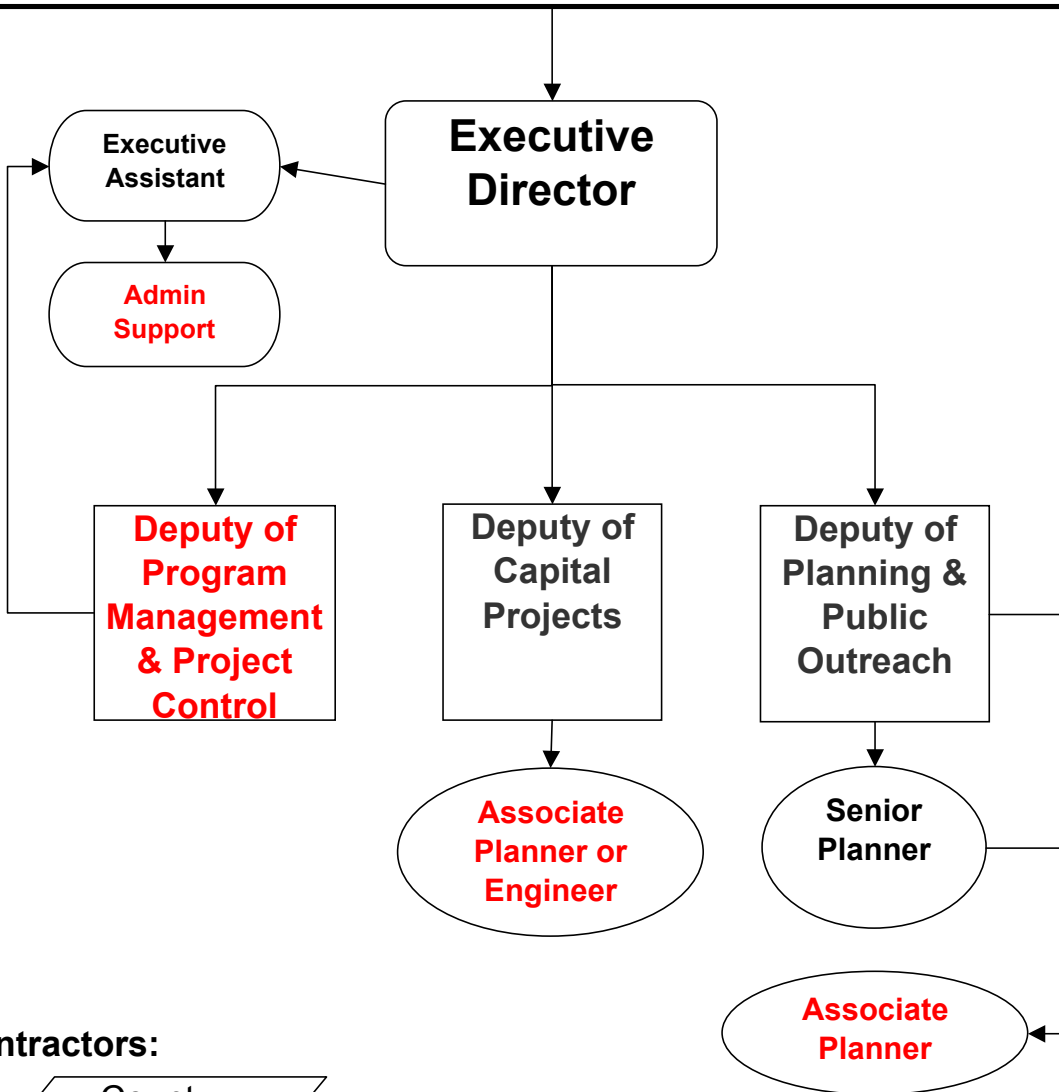 Executive
Director
Executive
Assistant
Admin
Support
Deputy of
Program
Management
& Project
Control
Deputy of
Capital
Projects
Deputy of
Planning &
Public
Outreach
Associate
Planner or
Engineer
Senior
Planner
Associate
Planner
ntractors: